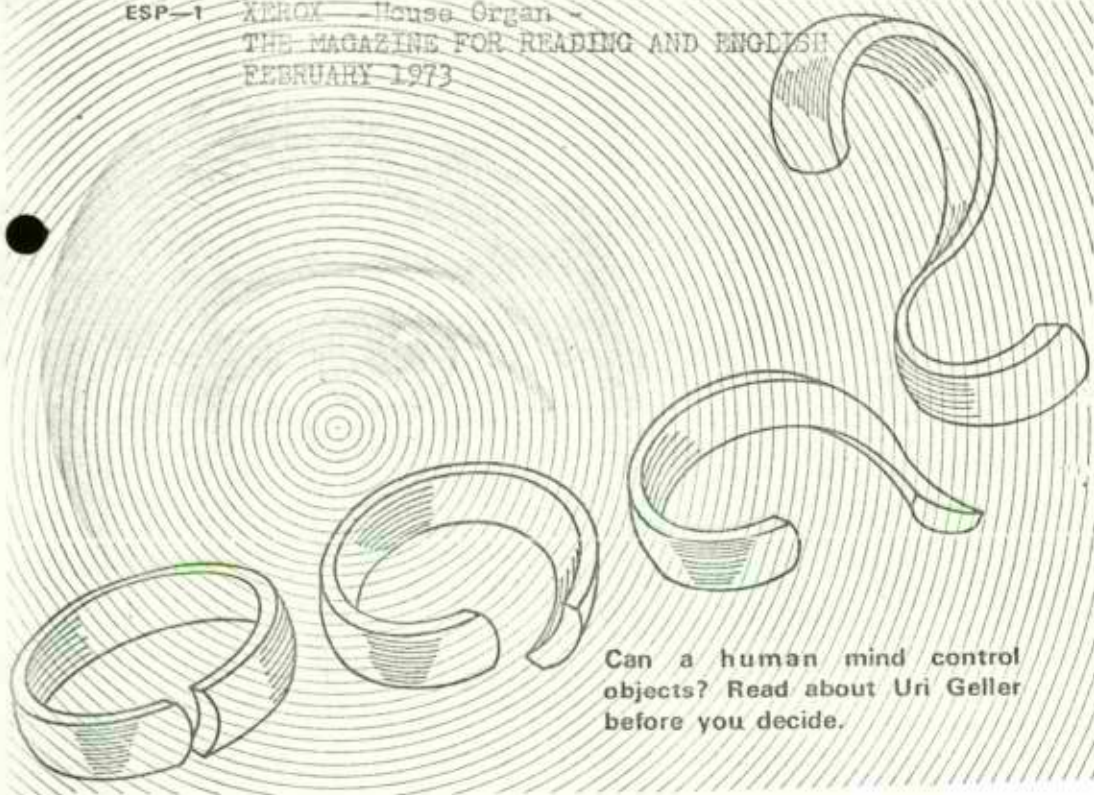 ESP—1 XEROX -House Organ -
THE MAGAZINE FOR READING AND ENGLISH
FEBRUARY 1973
Can a human mind control
objects? Read about Uri Geller
before you decide.